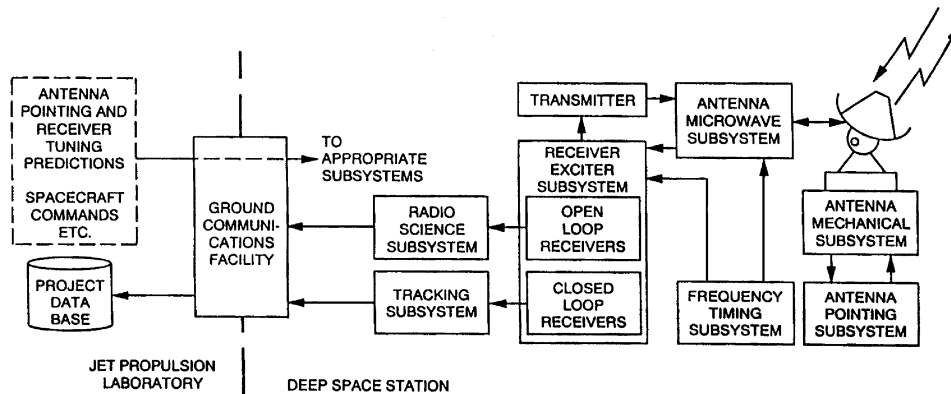 ANTENNA
POINTING AND
RECEIVER
TUNING
PREDICTIONS
SPACECRAFT
COMMANDS
ETC.
PROJECT
DATA
BASE
JET PROPULSION
LABORATORY
GROUND
COMMUNI-
CATIONS
FACILITY
TO
APPROPRIATE
SUBSYSTEMS
RADIO
SCIENCE
SUBSYSTEM
TRACKING
SUBSYSTEM
DEEP SPACE STATION
TRANSMITTER
RECEIVER
EXCITER
SUBSYSTEM
OPEN
LOOP
RECEIVERS
CLOSED
LOOP
RECEIVERS
ANTENNA
MICROWAVE
SUBSYSTEM
FREQUENCY
TIMING
SUBSYSTEM
ANTENNA
MECHANICAL
SUBSYSTEM
ANTENNA
POINTING
SUBSYSTEM